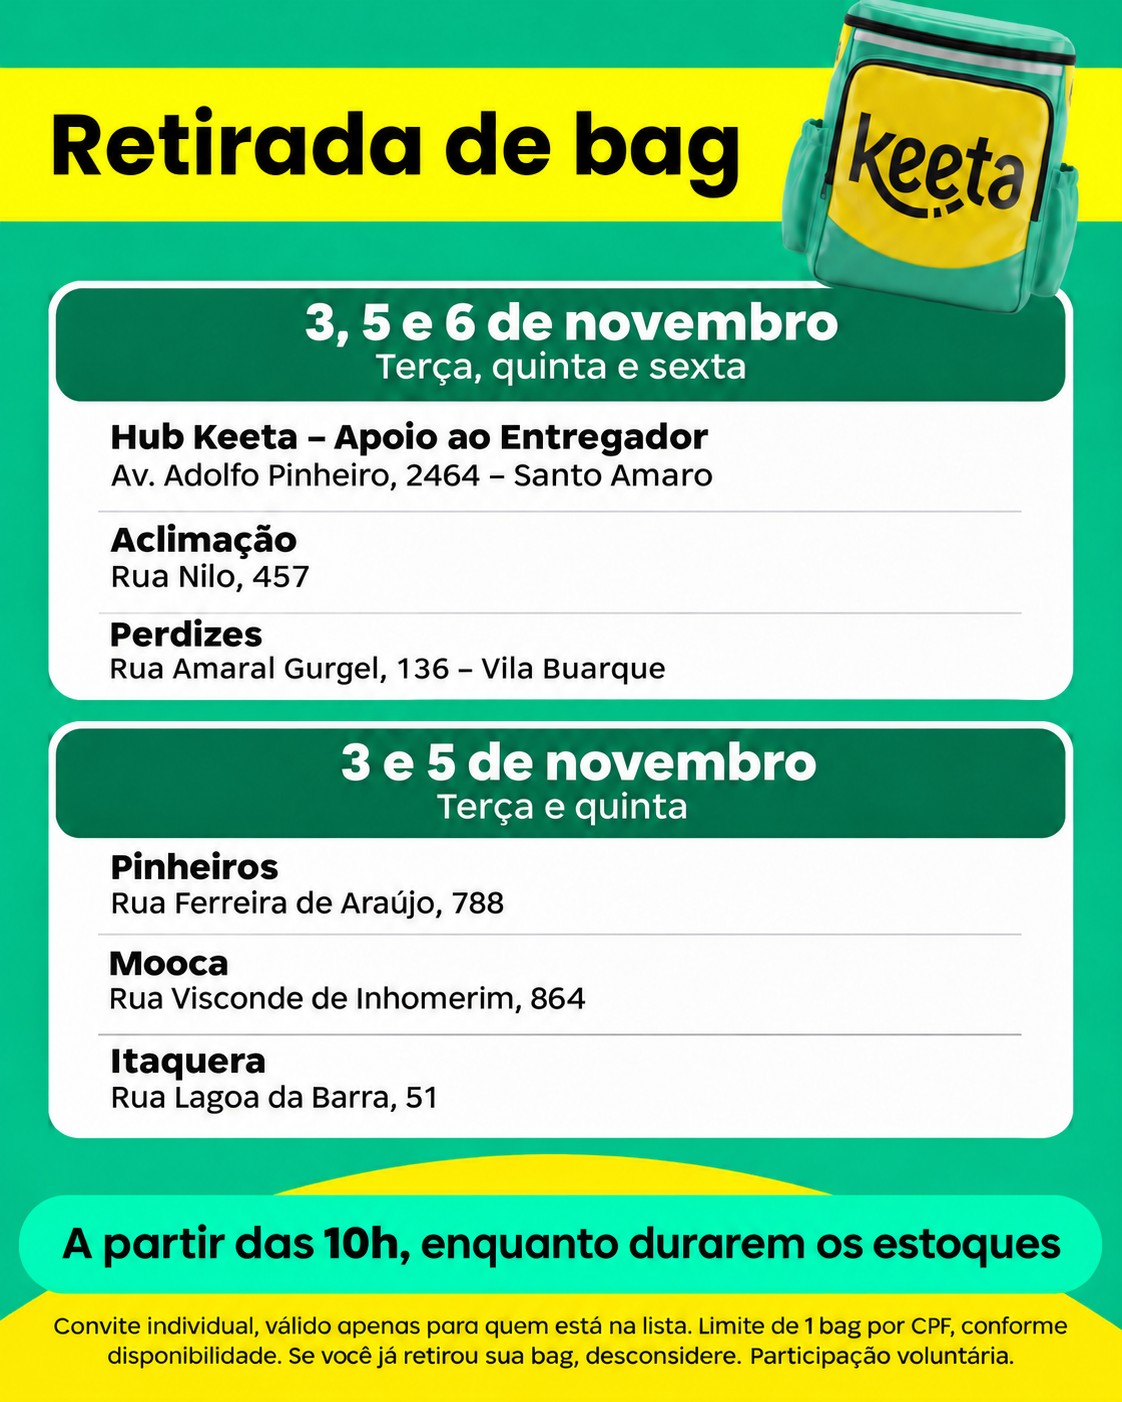 Retirada de bag
keeta
3, 5 e 6 de novembro
Terça, quinta e sexta
Hub Keeta – Apoio ao Entregador
Av. Adolfo Pinheiro, 2464 – Santo Amaro
Aclimação
Rua Nilo, 457
Perdizes
Rua Amaral Gurgel, 136 – Vila Buarque
3 e 5 de novembro
Terça e quinta
Pinheiros
Rua Ferreira de Araújo, 788
Mooca
Rua Visconde de Inhomerim, 864
Itaquera
Rua Lagoa da Barra, 51
A partir das 10h, enquanto durarem os estoques
Convite individual, válido apenas para quem está na lista. Limite de 1 bag por CPF, conforme
disponibilidade. Se você já retirou sua bag, desconsidere. Participação voluntária.